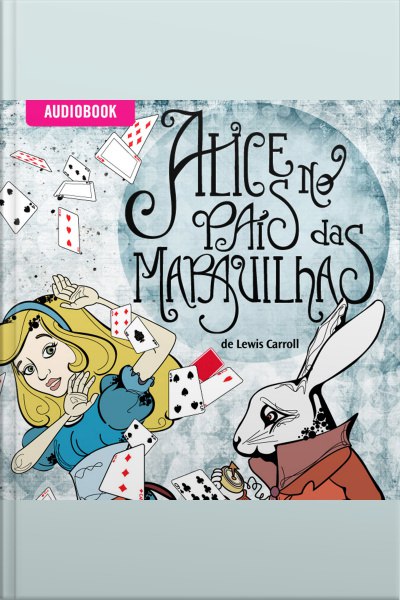 AUDIOBOOK
ALICE NO
PAÍS das
MARAVILHAS
de Lewis Carroll